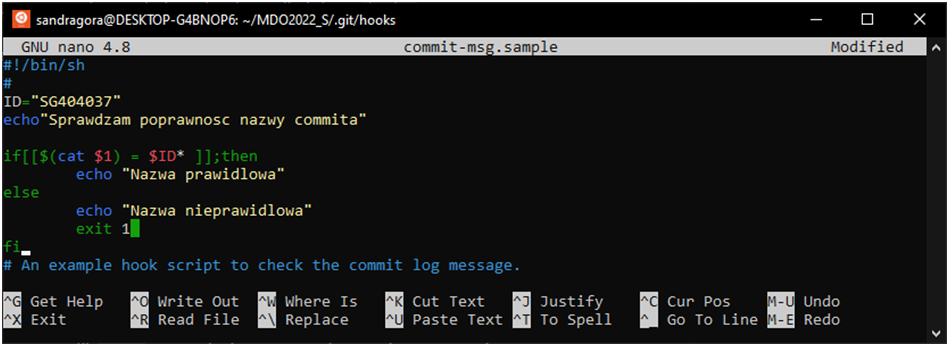 sandragora@DESKTOP-G4BNOP6: ~/MDO2022_S/.git/hooks
GNU nano 4.8 commit-msg.sample Modified
#!/bin/sh
#
ID="SG404037"
echo"Sprawdzam poprawnosc nazwy commita"
if[[$(cat $1) = $ID* ]];then
echo "Nazwa prawidlowa"
else
echo "Nazwa nieprawidlowa"
exit 1
fi
# An example hook script to check the commit log message.
^G Get Help ^O Write Out ^W Where Is ^K Cut Text ^J Justify ^C Cur Pos M-U Undo
^X Exit ^R Read File ^\ Replace ^U Paste Text ^T To Spell ^_ Go To Line M-E Redo